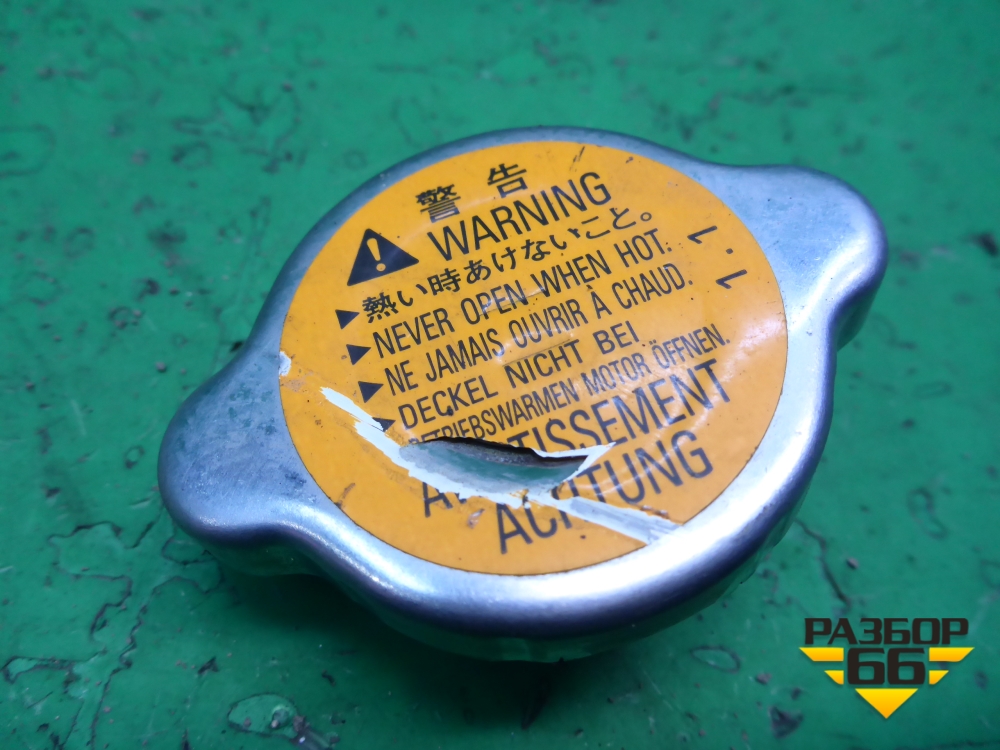 警告
WARNING
熱い時あけないこと。
NEVER OPEN WHEN HOT.
NE JAMAIS OUVRIR À CHAUD.
DECKEL NICHT BEI
BETRIEBSWARMEN MOTOR ÖFFNEN.
TISSEMENT
ACHTUNG
1·1
РАЗБОР
66